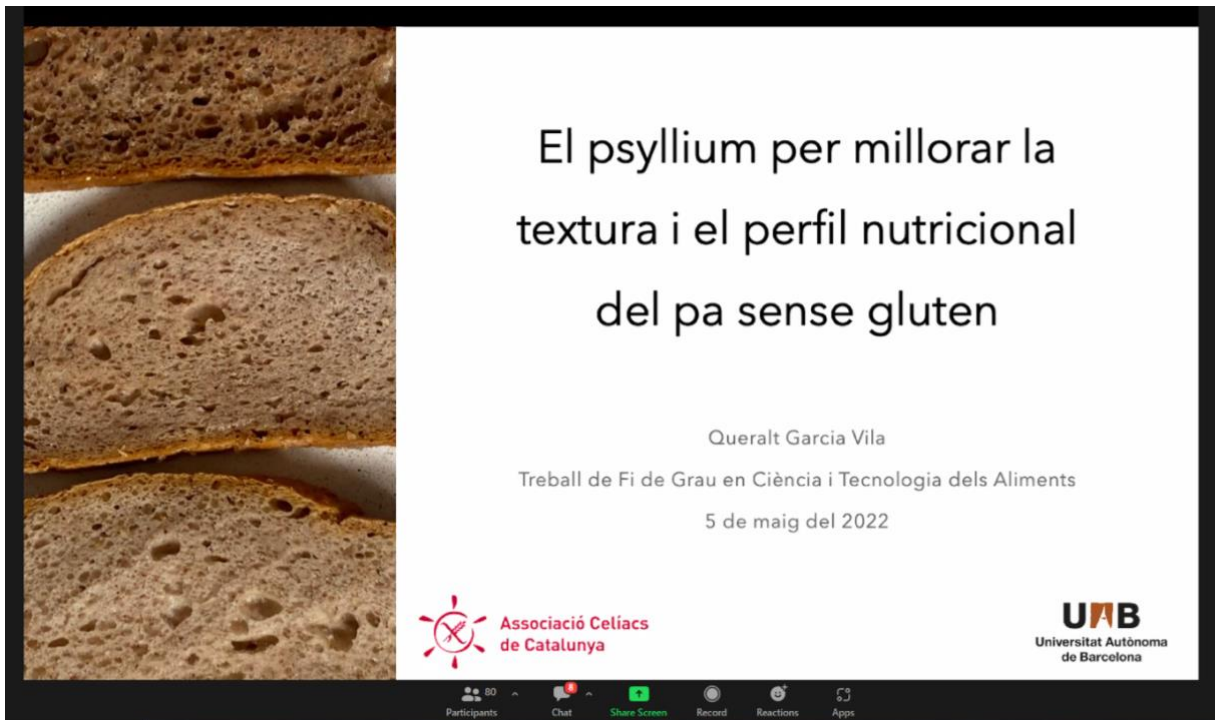 El psyllium per millorar la
textura i el perfil nutricional
del pa sense gluten
Queralt Garcia Vila
Treball de Fi de Grau en Ciència i Tecnologia dels Aliments
5 de maig del 2022
Associació Celíacs
de Catalunya
UAB
Universitat Autònoma
de Barcelona
80
8
Participants
Chat
Share Screen
Record
Reactions
Apps